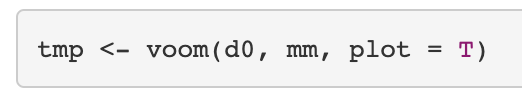 tmp <- voom(d0, mm, plot = T)